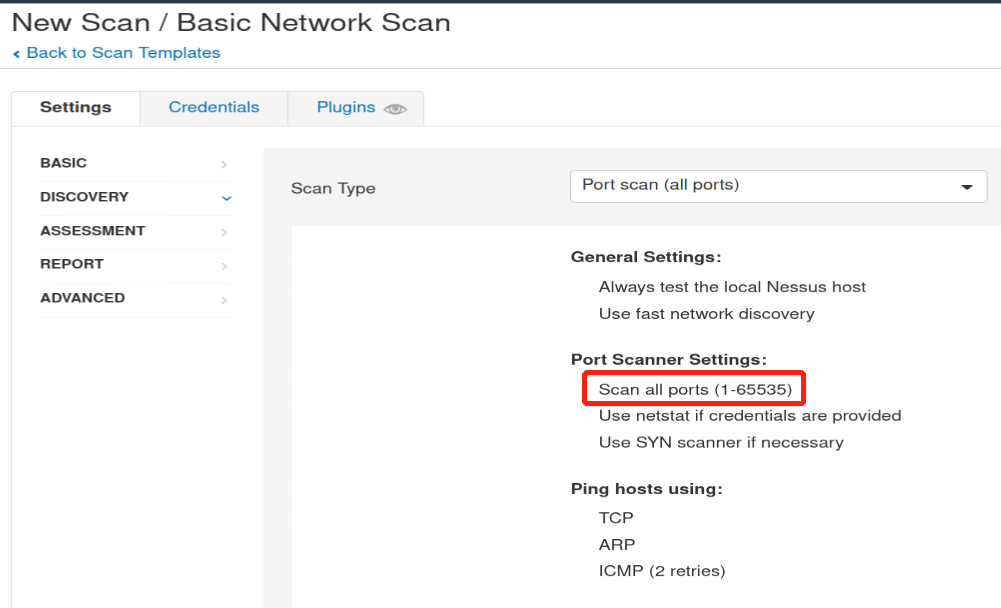 New Scan / Basic Network Scan
Back to Scan Templates
Settings
Credentials
Plugins
BASIC
DISCOVERY
ASSESSMENT
REPORT
ADVANCED
Scan Type
Port scan (all ports)
General Settings:
Always test the local Nessus host
Use fast network discovery
Port Scanner Settings:
Scan all ports (1-65535)
Use netstat if credentials are provided
Use SYN scanner if necessary
Ping hosts using:
TCP
ARP
ICMP (2 retries)